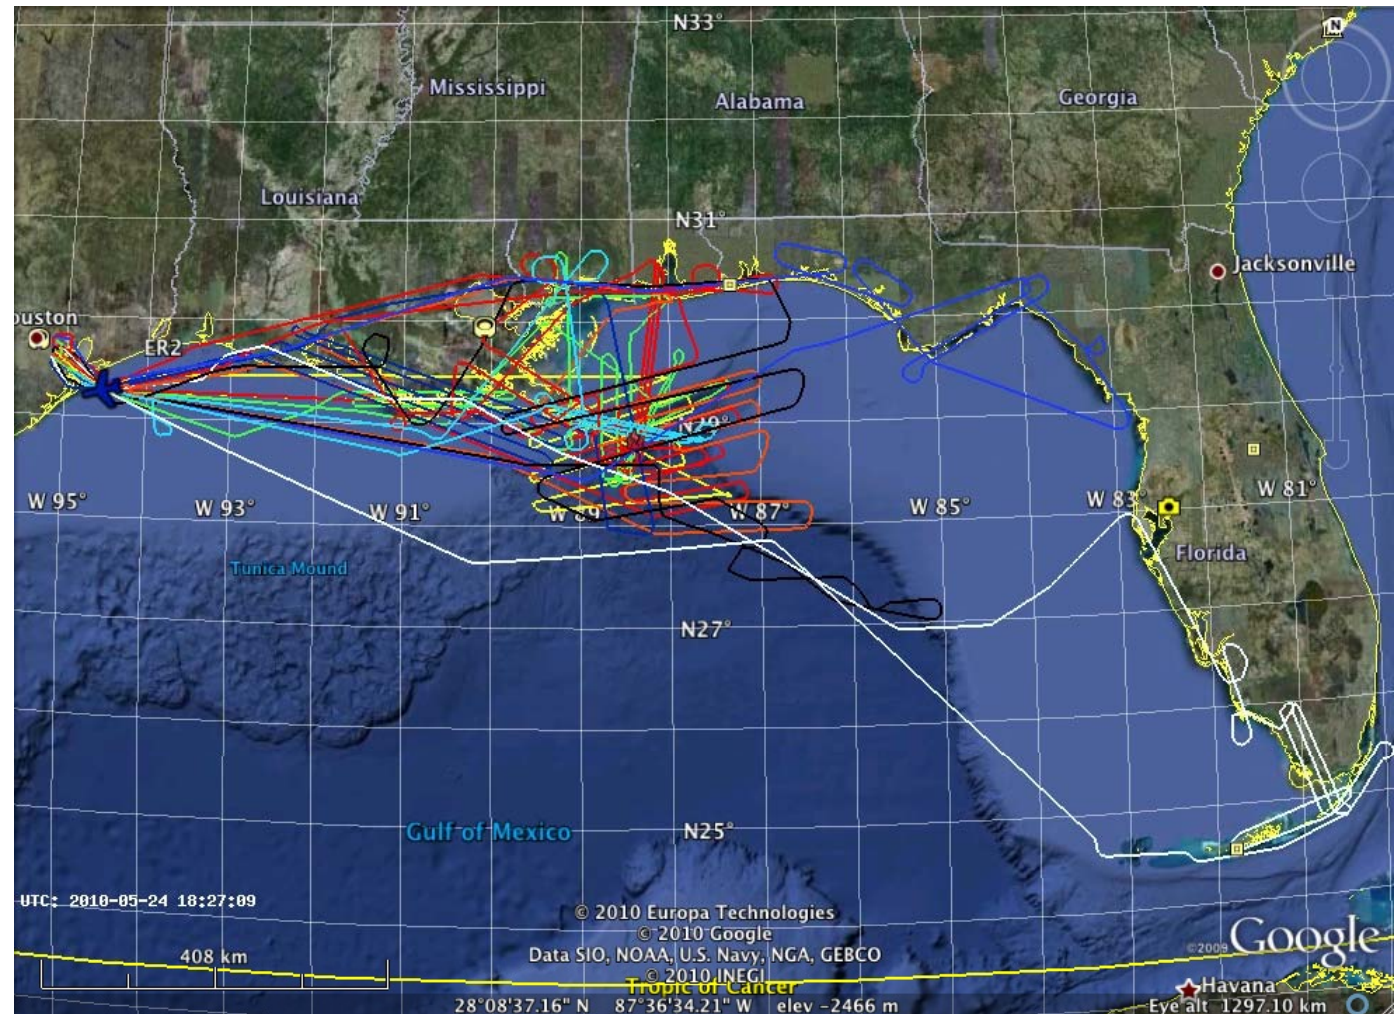 N33°
N
Mississippi
Alabama
Georgia
Louisiana
N31°
Jacksonville
ouston
ER2
N29°
W 95°
W 93°
W 91°
W 89
W 87°
W 85°
W 83°
W 81°
Tunica Mound
Florida
N27°
Gulf of Mexico
N25°
UTC: 2010-05-24 18:27:09
© 2010 Europa Technologies
© 2010 Google
Data SIO, NOAA, U.S. Navy, NGA, GEBCO
© 2010 INEGI
©2009 Google
408 km
Tropic of Cancer
Havana
28°08'37.16" N 87°36'34.21" W elev -2466 m
Eye alt 1297.10 km